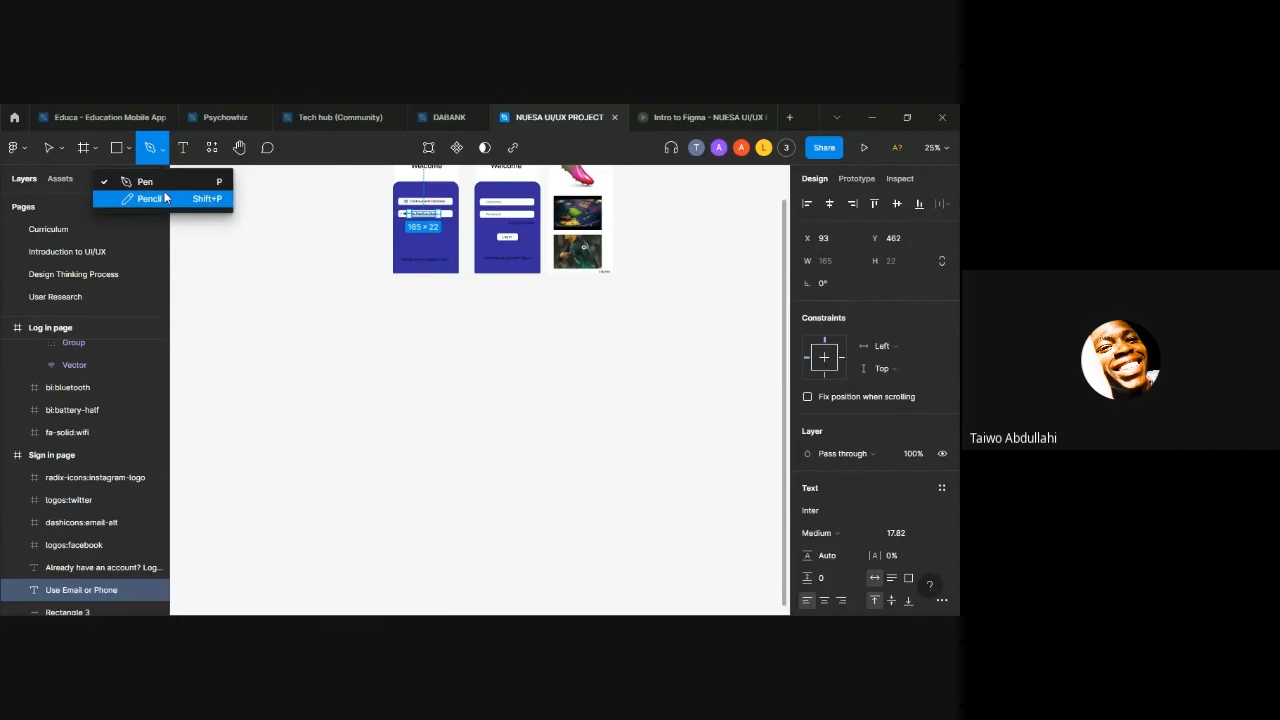 Educa - Education Mobile App
Psychowhiz
Tech hub (Community)
DABANK
NUESA UI/UX PROJECT
Intro to Figma - NUESA UI/UX
T A A L 3
Share
A?
25%
Pen P
Pencil Shift+P
Layers Assets
Pages
Curriculum
Introduction to UI/UX
Design Thinking Process
User Research
Log in page
Group
Vector
bi:bluetooth
bi:battery-half
fa-solid:wifi
Sign in page
radix-icons:instagram-logo
logos:twitter
dashicons:email-alt
logos:facebook
Already have an account? Log...
Use Email or Phone
Rectangle 3
Welcome
Welcome
165 × 22
Log in
Design Prototype Inspect
X 93 Y 462
W 165 H 22
0°
Constraints
Left
Top
Fix position when scrolling
Layer
Pass through 100%
Text
Inter
Medium 17.82
A Auto |A| 0%
0
?
Taiwo Abdullahi